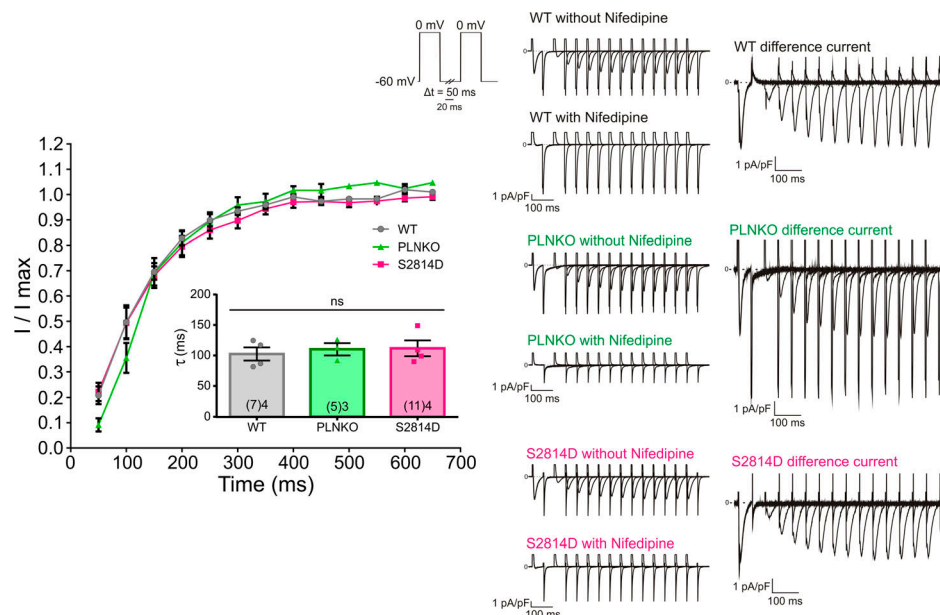 0 mV 0 mV
-60 mV
Δt = 50 ms
20 ms
1.2
1.1
1.0
0.9
0.8
0.7
0.6
0.5
0.4
0.3
0.2
0.1
0.0
I / I max
0 100 200 300 400 500 600 700
Time (ms)
WT
PLNKO
S2814D
ns
200
150
100
50
0
τ (ms)
(7)4 (5)3 (11)4
WT PLNKO S2814D
WT without Nifedipine
0
WT with Nifedipine
0
1 pA/pF
100 ms
WT difference current
0
1 pA/pF
100 ms
PLNKO without Nifedipine
0
PLNKO with Nifedipine
0
1 pA/pF
100 ms
PLNKO difference current
0
1 pA/pF
100 ms
S2814D without Nifedipine
0
S2814D with Nifedipine
0
1 pA/pF
100 ms
S2814D difference current
0
1 pA/pF
100 ms